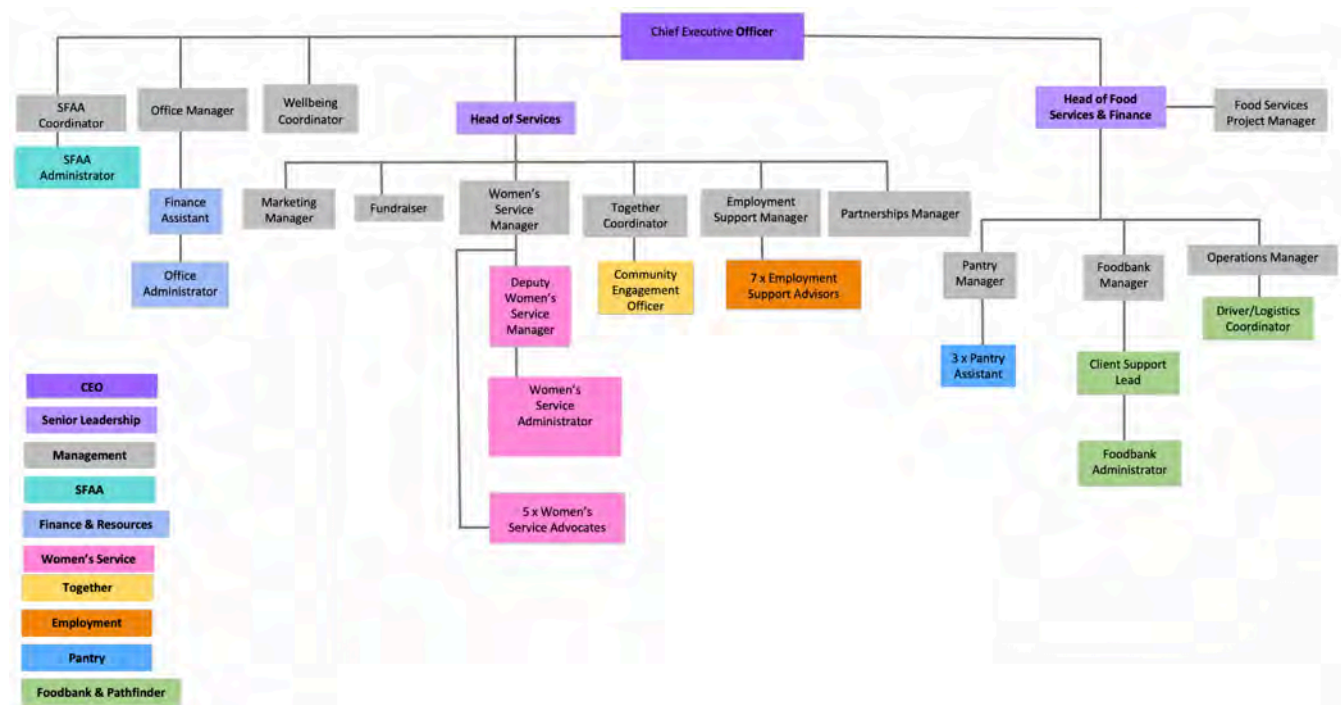 Chief Executive Officer
SFAA
Coordinator
Office Manager
Wellbeing
Coordinator
Head of Services
Head of Food
Services & Finance
Food Services
Project Manager
SFAA
Administrator
Finance
Assistant
Office
Administrator
Marketing
Manager
Fundraiser
Women's
Service
Manager
Together
Coordinator
Employment
Support Manager
Partnerships Manager
Deputy
Women's
Service
Manager
Community
Engagement
Officer
7 x Employment
Support Advisors
Women's
Service
Administrator
5 x Women's
Service Advocates
Pantry
Manager
Foodbank
Manager
Operations Manager
Driver/Logistics
Coordinator
3 x Pantry
Assistant
Client Support
Lead
Foodbank
Administrator
CEO
Senior Leadership
Management
SFAA
Finance & Resources
Women's Service
Together
Employment
Pantry
Foodbank & Pathfinder